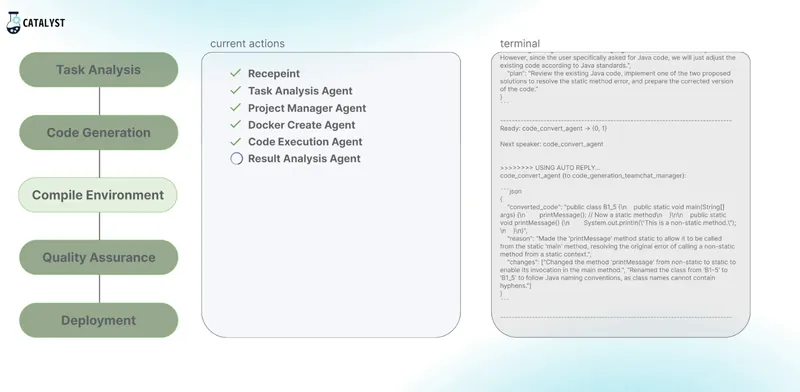 CATALYST
Task Analysis
Code Generation
Compile Environment
Quality Assurance
Deployment
current actions
Recepeint
Task Analysis Agent
Project Manager Agent
Docker Create Agent
Code Execution Agent
Result Analysis Agent
terminal
However, since the user specifically asked for Java code, we will just adjust the
existing code according to Java standards.",
"plan": "Review the existing Java code, implement one of the two proposed
solutions to resolve the static method error, and prepare the corrected version
of the code."
}
```
--------------------------------------------------------------------------------
Ready: code_convert_agent -> {0, 1}
Next speaker: code_convert_agent
>>>>>>>> USING AUTO REPLY...
code_convert_agent (to code_generation_teamchat_manager):
```json
{
"converted_code": "public class B1_5 {\n public static void main(String[]
args) {\n printMessage(); // Now a static method\n }\n\n public static
void printMessage() {\n System.out.println(\"This is a non-static method.\");
\n }\n}",
"reason": "Made the 'printMessage' method static to allow it to be called
from the static 'main' method, resolving the original error of calling a non-static
method from a static context.",
"changes": ["Changed the method 'printMessage' from non-static to static to
enable its invocation in the main method.", "Renamed the class from 'B1-5' to
'B1_5' to follow Java naming conventions, as class names cannot contain
hyphens."]
}
```
--------------------------------------------------------------------------------